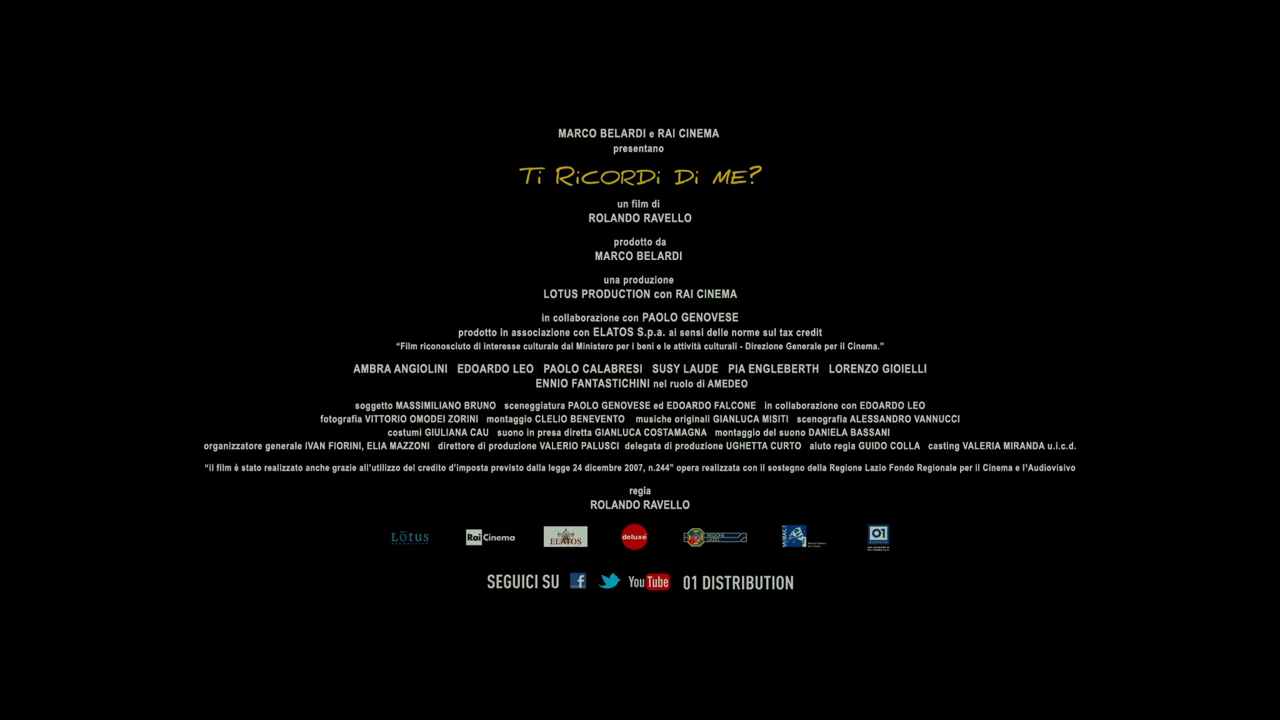 MARCO BELARDI e RAI CINEMA
presentano
Ti RiCORDi Di ME?
un film di
ROLANDO RAVELLO
prodotto da
MARCO BELARDI
una produzione
LOTUS PRODUCTION con RAI CINEMA
in collaborazione con PAOLO GENOVESE
prodotto in associazione con ELATOS S.p.a. ai sensi delle norme sul tax credit
“Film riconosciuto di interesse culturale dal Ministero per i beni e le attività culturali - Direzione Generale per il Cinema.”
AMBRA ANGIOLINI EDOARDO LEO PAOLO CALABRESI SUSY LAUDE PIA ENGLEBERTH LORENZO GIOIELLI
ENNIO FANTASTICHINI nel ruolo di AMEDEO
soggetto MASSIMILIANO BRUNO sceneggiatura PAOLO GENOVESE ed EDOARDO FALCONE in collaborazione con EDOARDO LEO
fotografia VITTORIO OMODEI ZORINI montaggio CLELIO BENEVENTO musiche originali GIANLUCA MISITI scenografia ALESSANDRO VANNUCCI
costumi GIULIANA CAU suono in presa diretta GIANLUCA COSTAMAGNA montaggio del suono DANIELA BASSANI
organizzatore generale IVAN FIORINI, ELIA MAZZONI direttore di produzione VALERIO PALUSCI delegata di produzione UGHETTA CURTO aiuto regia GUIDO COLLA casting VALERIA MIRANDA u.i.c.d.
“il film è stato realizzato anche grazie all’utilizzo del credito d’imposta previsto dalla legge 24 dicembre 2007, n.244” opera realizzata con il sostegno della Regione Lazio Fondo Regionale per il Cinema e l’Audiovisivo
regia
ROLANDO RAVELLO
Lotus Rai Cinema ELATOS deluxe MiBACT 01
SEGUICI SU f YouTube 01 DISTRIBUTION